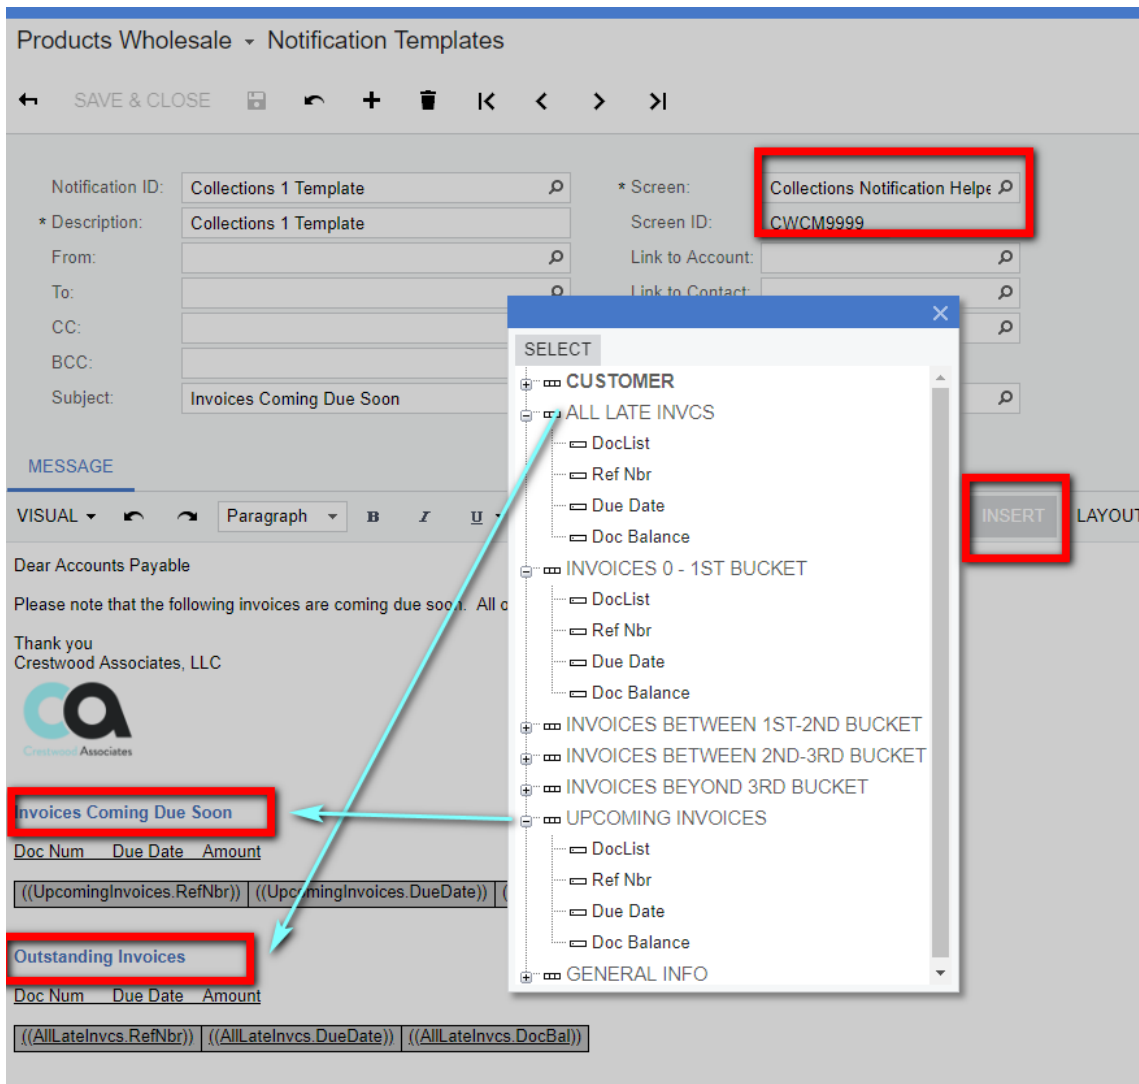 Products Wholesale Notification Templates
SAVE & CLOSE
Notification ID: Collections 1 Template
* Screen: Collections Notification Helpe
* Description: Collections 1 Template
Screen ID: CWCM9999
From:
Link to Account:
To:
Link to Contact:
CC:
BCC:
Subject: Invoices Coming Due Soon
SELECT
CUSTOMER
ALL LATE INVCS
DocList
Ref Nbr
Due Date
Doc Balance
INVOICES 0 - 1ST BUCKET
DocList
Ref Nbr
Due Date
Doc Balance
INVOICES BETWEEN 1ST-2ND BUCKET
INVOICES BETWEEN 2ND-3RD BUCKET
INVOICES BEYOND 3RD BUCKET
UPCOMING INVOICES
DocList
Ref Nbr
Due Date
Doc Balance
GENERAL INFO
MESSAGE
VISUAL Paragraph B I U INSERT LAYOUT
Dear Accounts Payable
Please note that the following invoices are coming due soon. All o
Thank you
Crestwood Associates, LLC
ca
Crestwood Associates
Invoices Coming Due Soon
Doc Num Due Date Amount
((UpcomingInvoices.RefNbr)) ((UpcomingInvoices.DueDate)) (
Outstanding Invoices
Doc Num Due Date Amount
((AllLateInvcs.RefNbr)) ((AllLateInvcs.DueDate)) ((AllLateInvcs.DocBal))